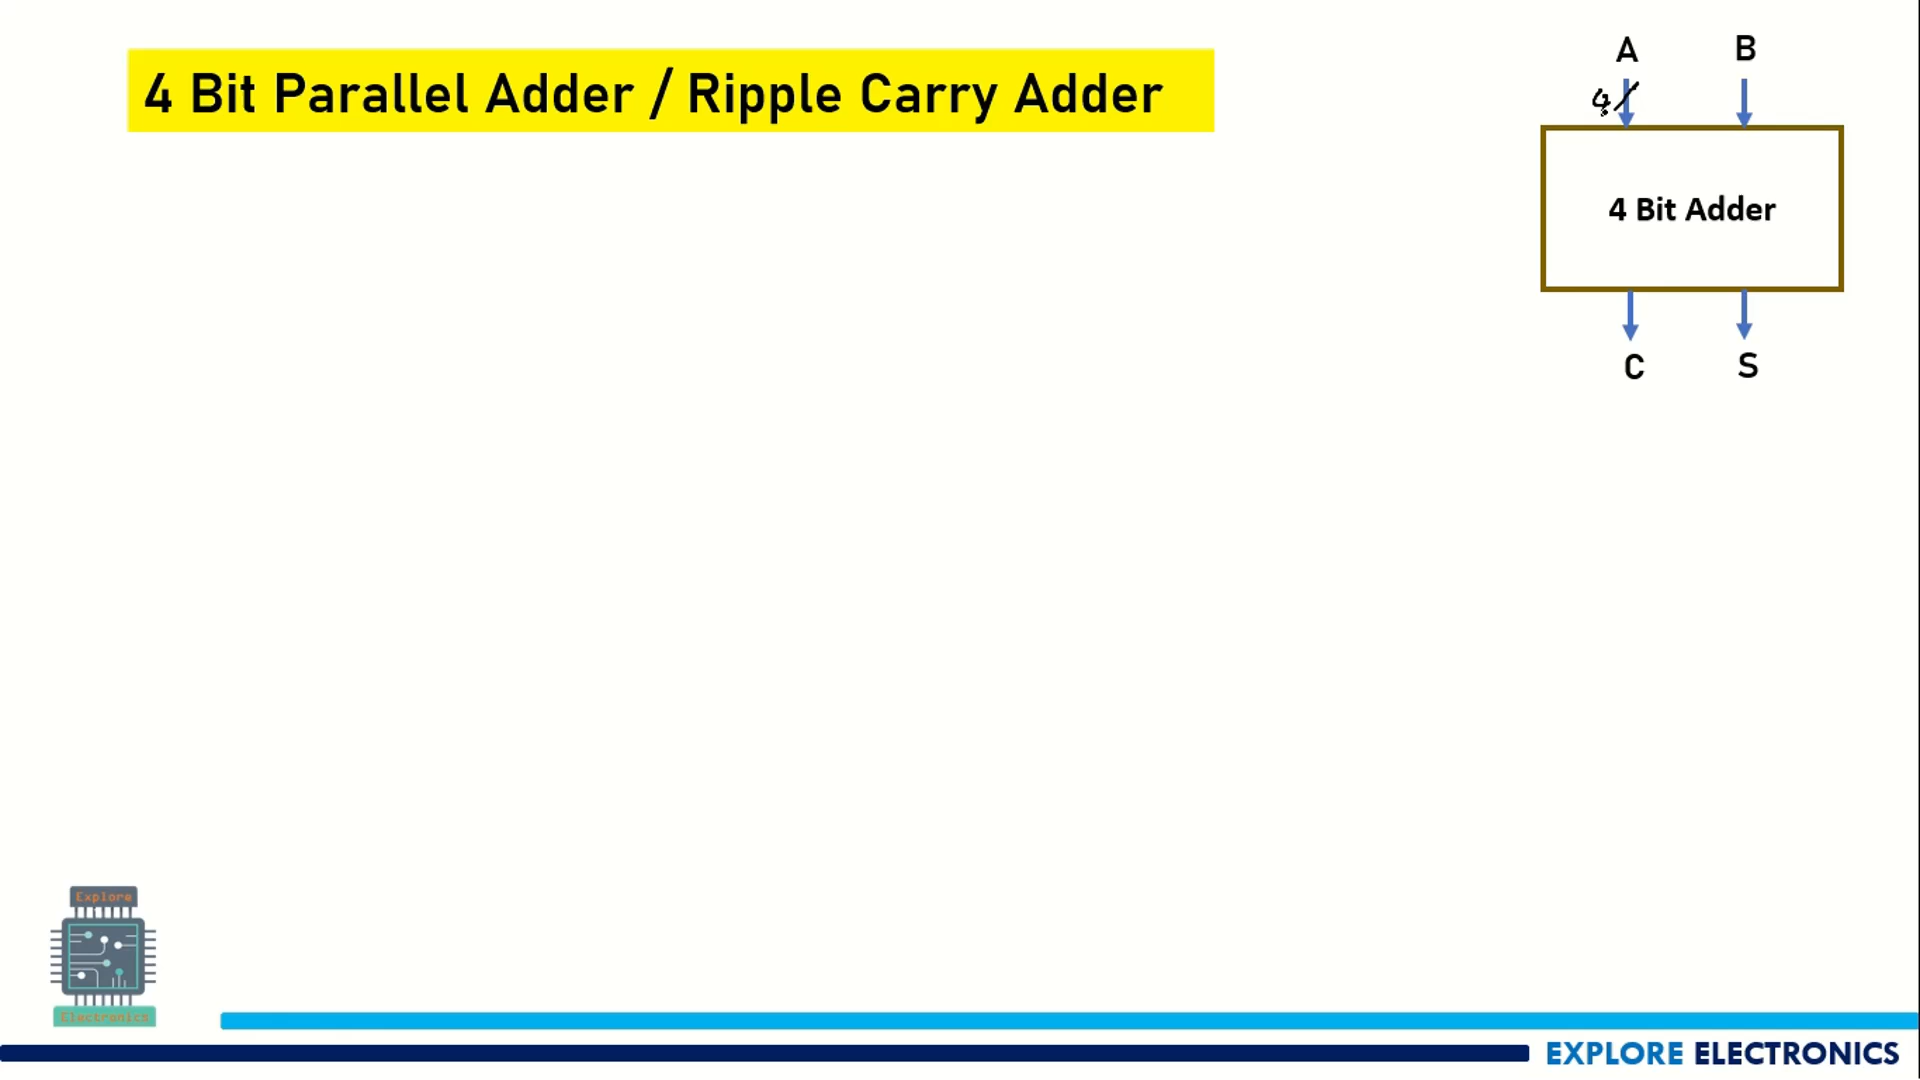 4 Bit Parallel Adder / Ripple Carry Adder
A B
4
4 Bit Adder
C S
Explore
Electronics
EXPLORE ELECTRONICS